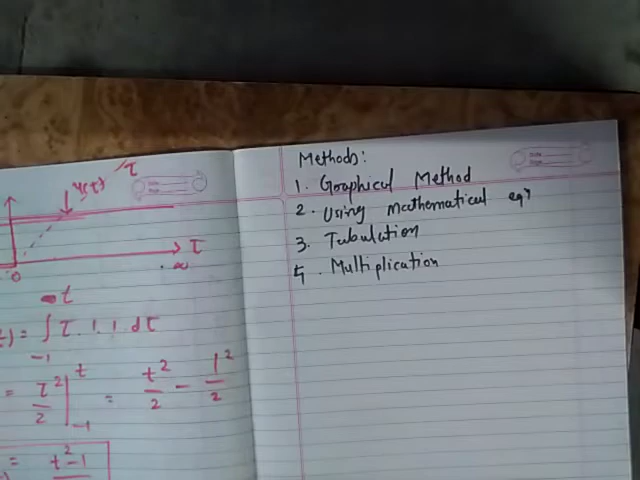 u(τ)
τ
τ
0
∞
t
t) = ∫ τ . 1 . 1 dτ
-1
= τ²/2 |ᵗ₋₁ = t²/2 - 1²/2
= t²-1
Methods:
1. Graphical Method
2. Using mathematical eqⁿ
3. Tabulation
4. Multiplication